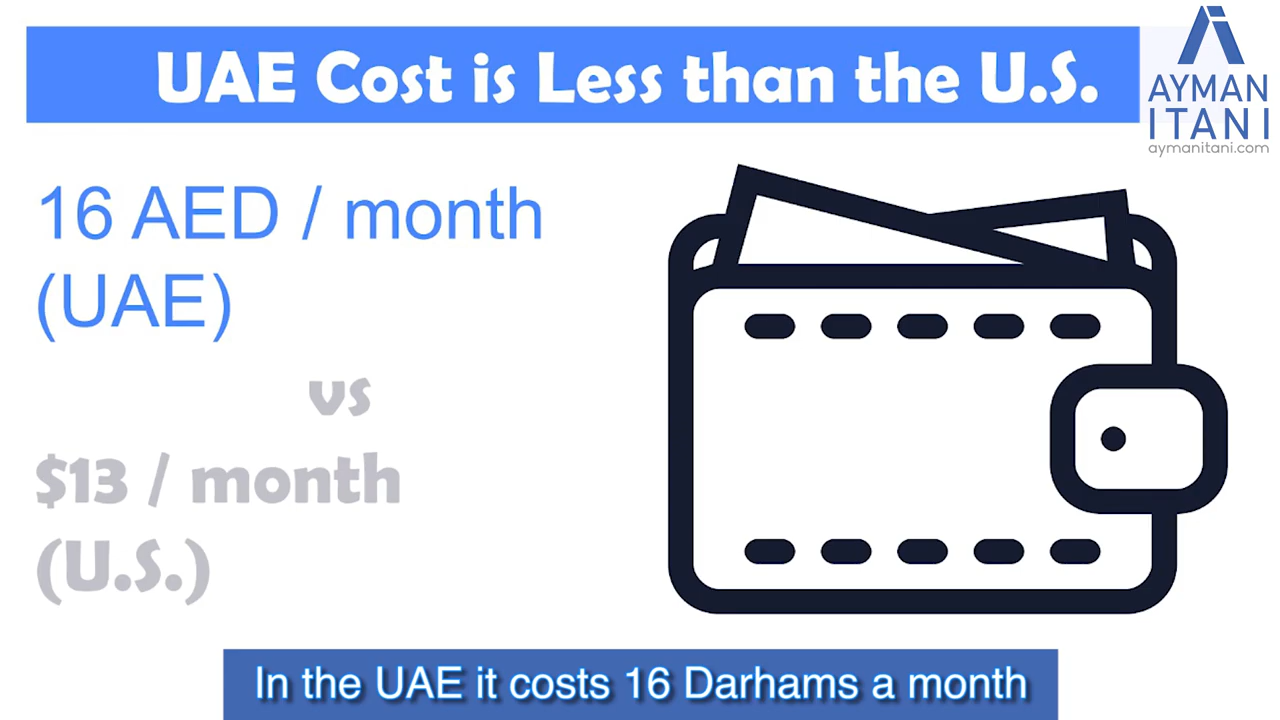 UAE Cost is Less than the U.S.
AYMAN
ITANI
aymanitani.com
16 AED / month
(UAE)
vs
$13 / month
(U.S.)
In the UAE it costs 16 Darhams a month